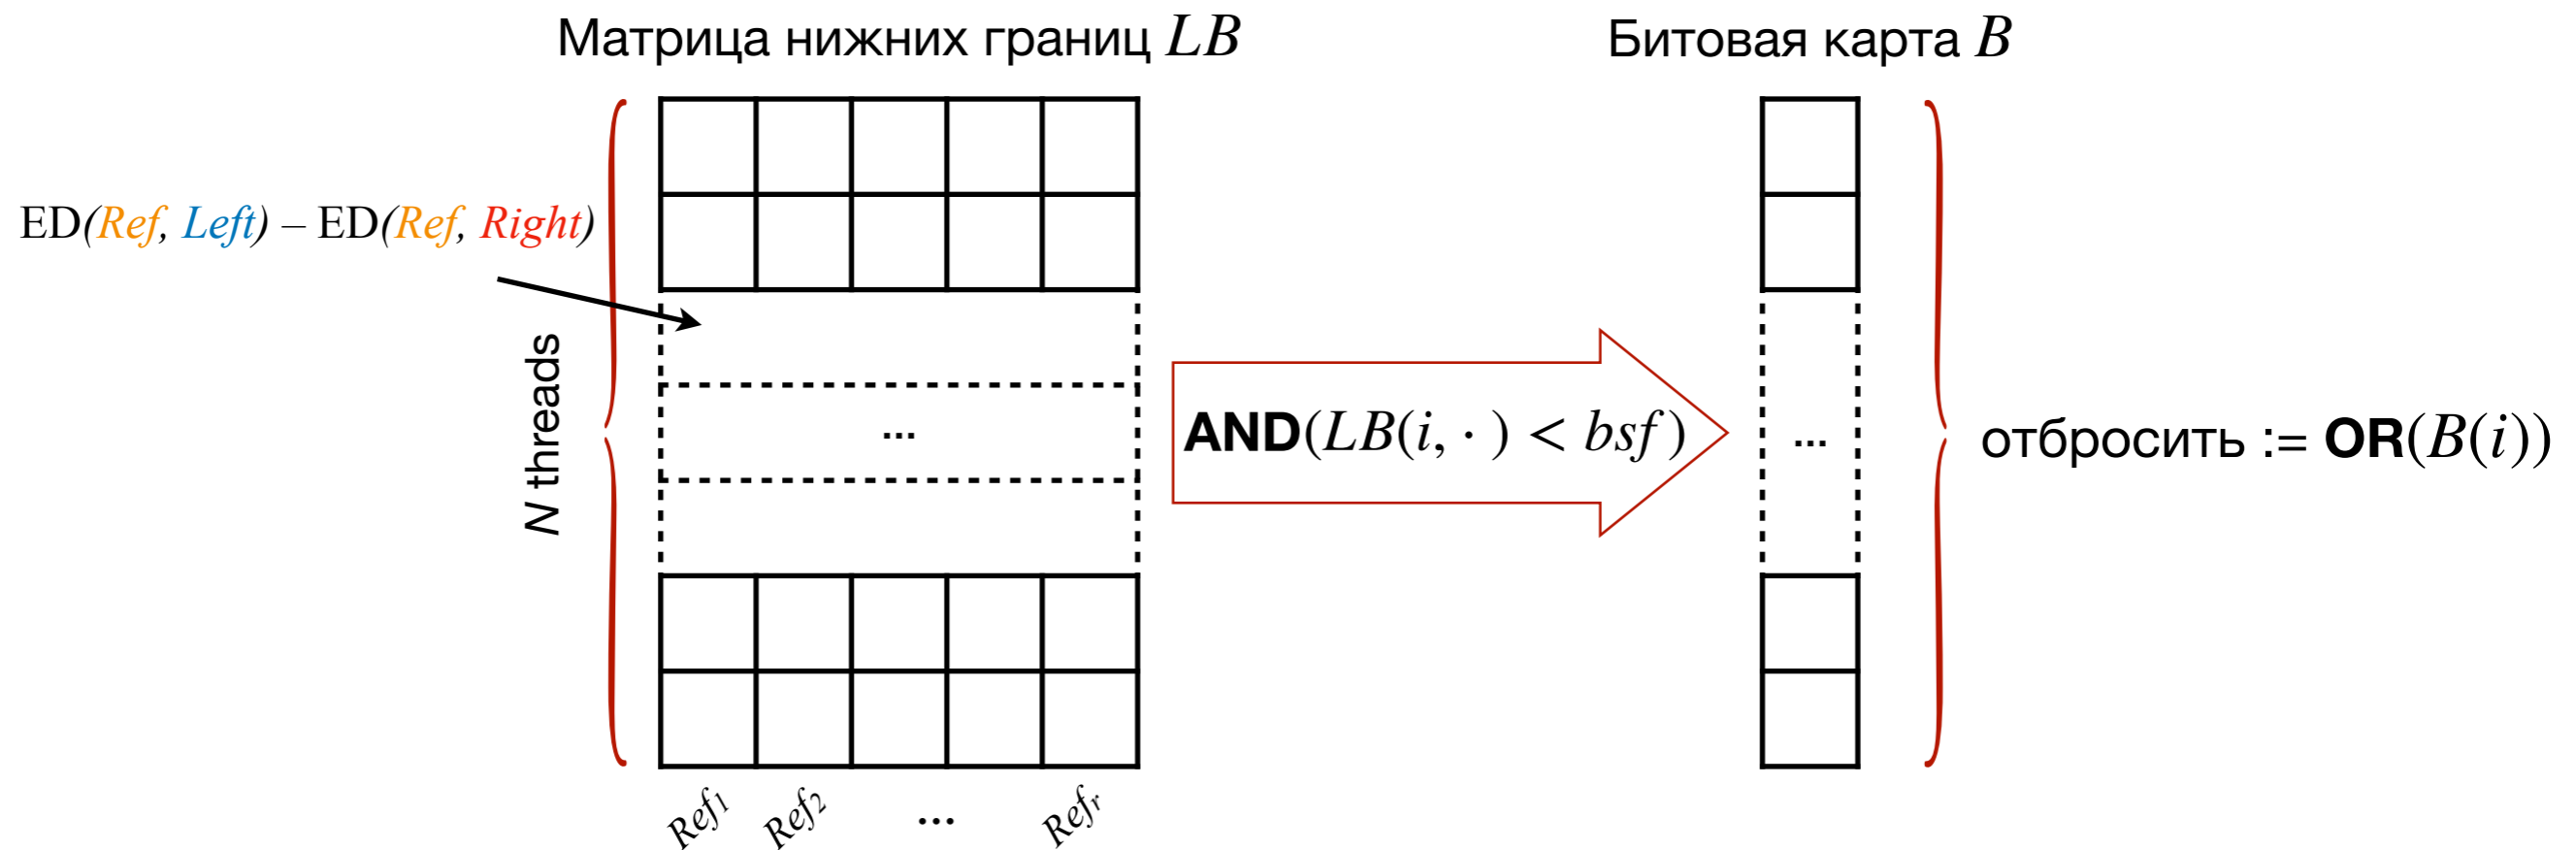 Матрица нижних границ LB
Битовая карта B
ED(Ref, Left) – ED(Ref, Right)
N threads
...
AND(LB(i, · ) < bsf)
...
отбросить := OR(B(i))
Ref1 Ref2 ... Refr